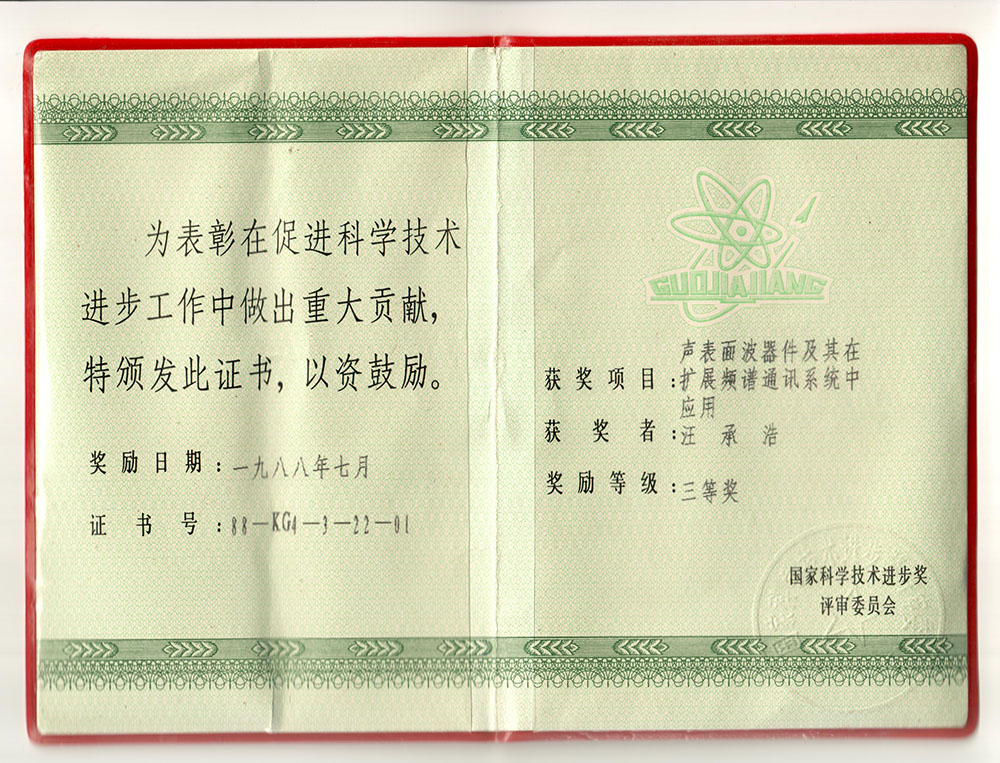 为表彰在促进科学技术
进步工作中做出重大贡献，
特颁发此证书，以资鼓励。
奖励日期：一九八八年七月
证书号：88—KG4—3—22—01
GUOJIAJIANG
获奖项目：声表面波器件及其在
扩展频谱通讯系统中
应用
获奖者：汪承浩
奖励等级：三等奖
国家科学技术进步奖
评审委员会